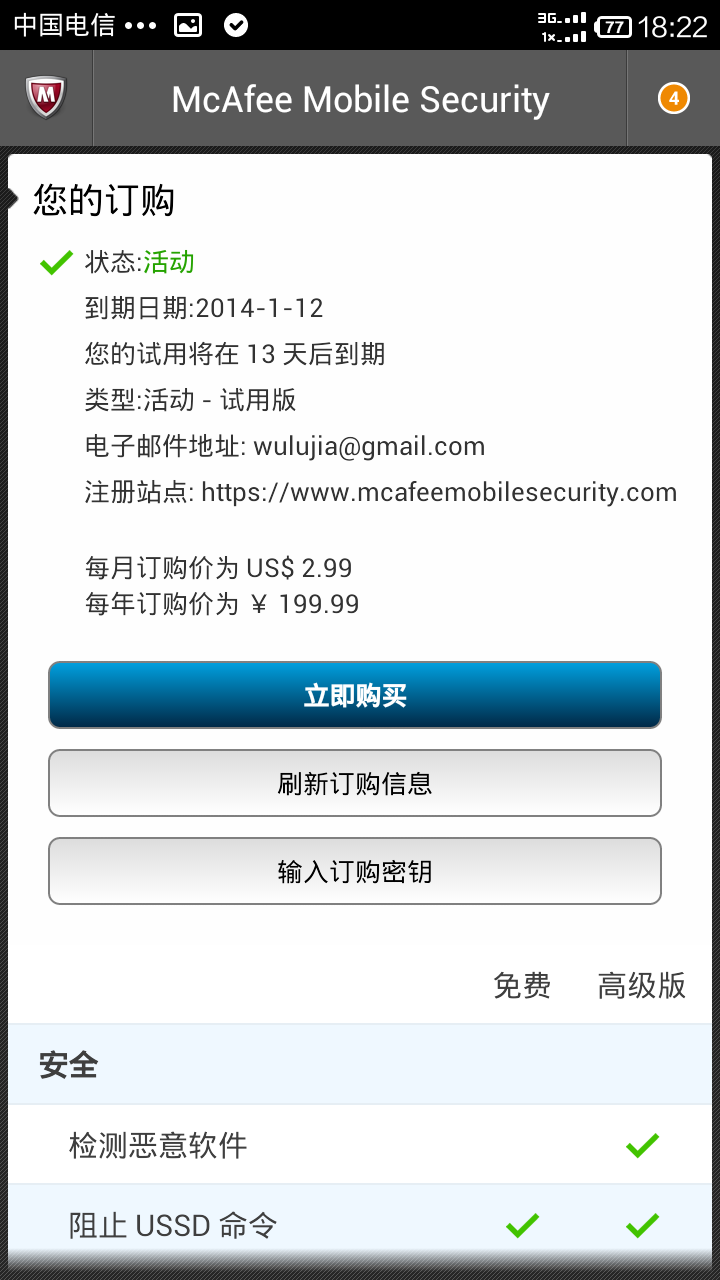 中国电信 ••• 3G 1× 77 18:22
McAfee Mobile Security 4
您的订购
状态:活动
到期日期:2014-1-12
您的试用将在 13 天后到期
类型:活动 - 试用版
电子邮件地址: wulujia@gmail.com
注册站点: https://www.mcafeemobilesecurity.com
每月订购价为 US$ 2.99
每年订购价为 ￥ 199.99
立即购买
刷新订购信息
输入订购密钥
免费 高级版
安全
检测恶意软件
阻止 USSD 命令